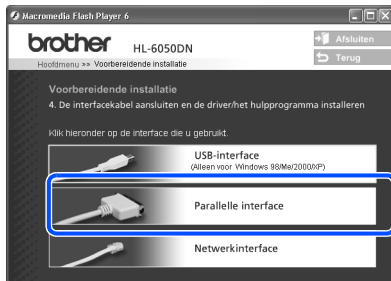 Macromedia Flash Player 6
brother
HL-6050DN
Afsluiten
Hoofdmenu »» Voorbereidende installatie
Terug
Voorbereidende installatie
4. De interfacekabel aansluiten en de driver/het hulpprogramma installeren
Klik hieronder op de interface die u gebruikt.
USB-interface
(Alleen voor Windows 98/Me/2000/XP)
Parallelle interface
Netwerkinterface